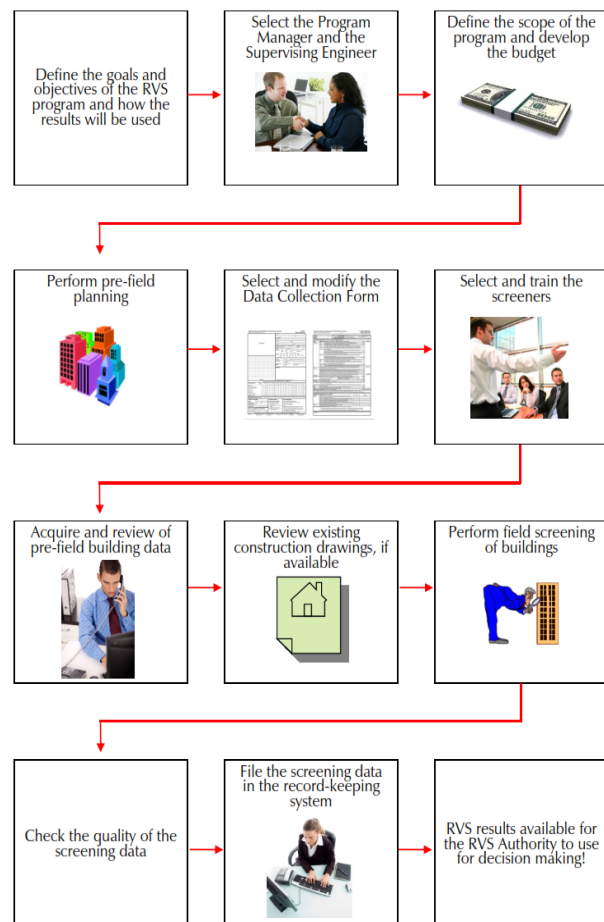 Define the goals and
objectives of the RVS
program and how the
results will be used
Select the Program
Manager and the
Supervising Engineer
Define the scope of the
program and develop
the budget
Perform pre-field
planning
Select and modify the
Data Collection Form
Select and train the
screeners
Acquire and review of
pre-field building data
Review existing
construction drawings, if
available
Perform field screening
of buildings
Check the quality of the
screening data
File the screening data
in the record-keeping
system
RVS results available for
the RVS Authority to use
for decision making!